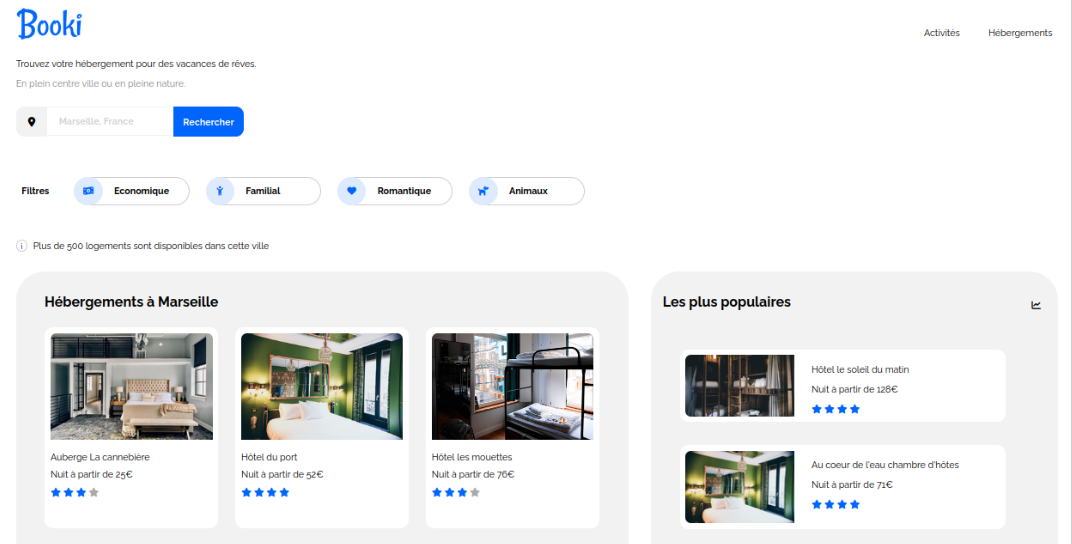 Booki
Activités
Hébergements
Trouvez votre hébergement pour des vacances de rêves.
En plein centre ville ou en pleine nature.
Marseille, France
Rechercher
Filtres
Economique
Familial
Romantique
Animaux
Plus de 500 logements sont disponibles dans cette ville
Hébergements à Marseille
Auberge La cannebière
Nuit à partir de 25€
Hôtel du port
Nuit à partir de 52€
Hôtel les mouettes
Nuit à partir de 76€
Les plus populaires
Hôtel le soleil du matin
Nuit à partir de 128€
Au coeur de l'eau chambre d'hôtes
Nuit à partir de 71€